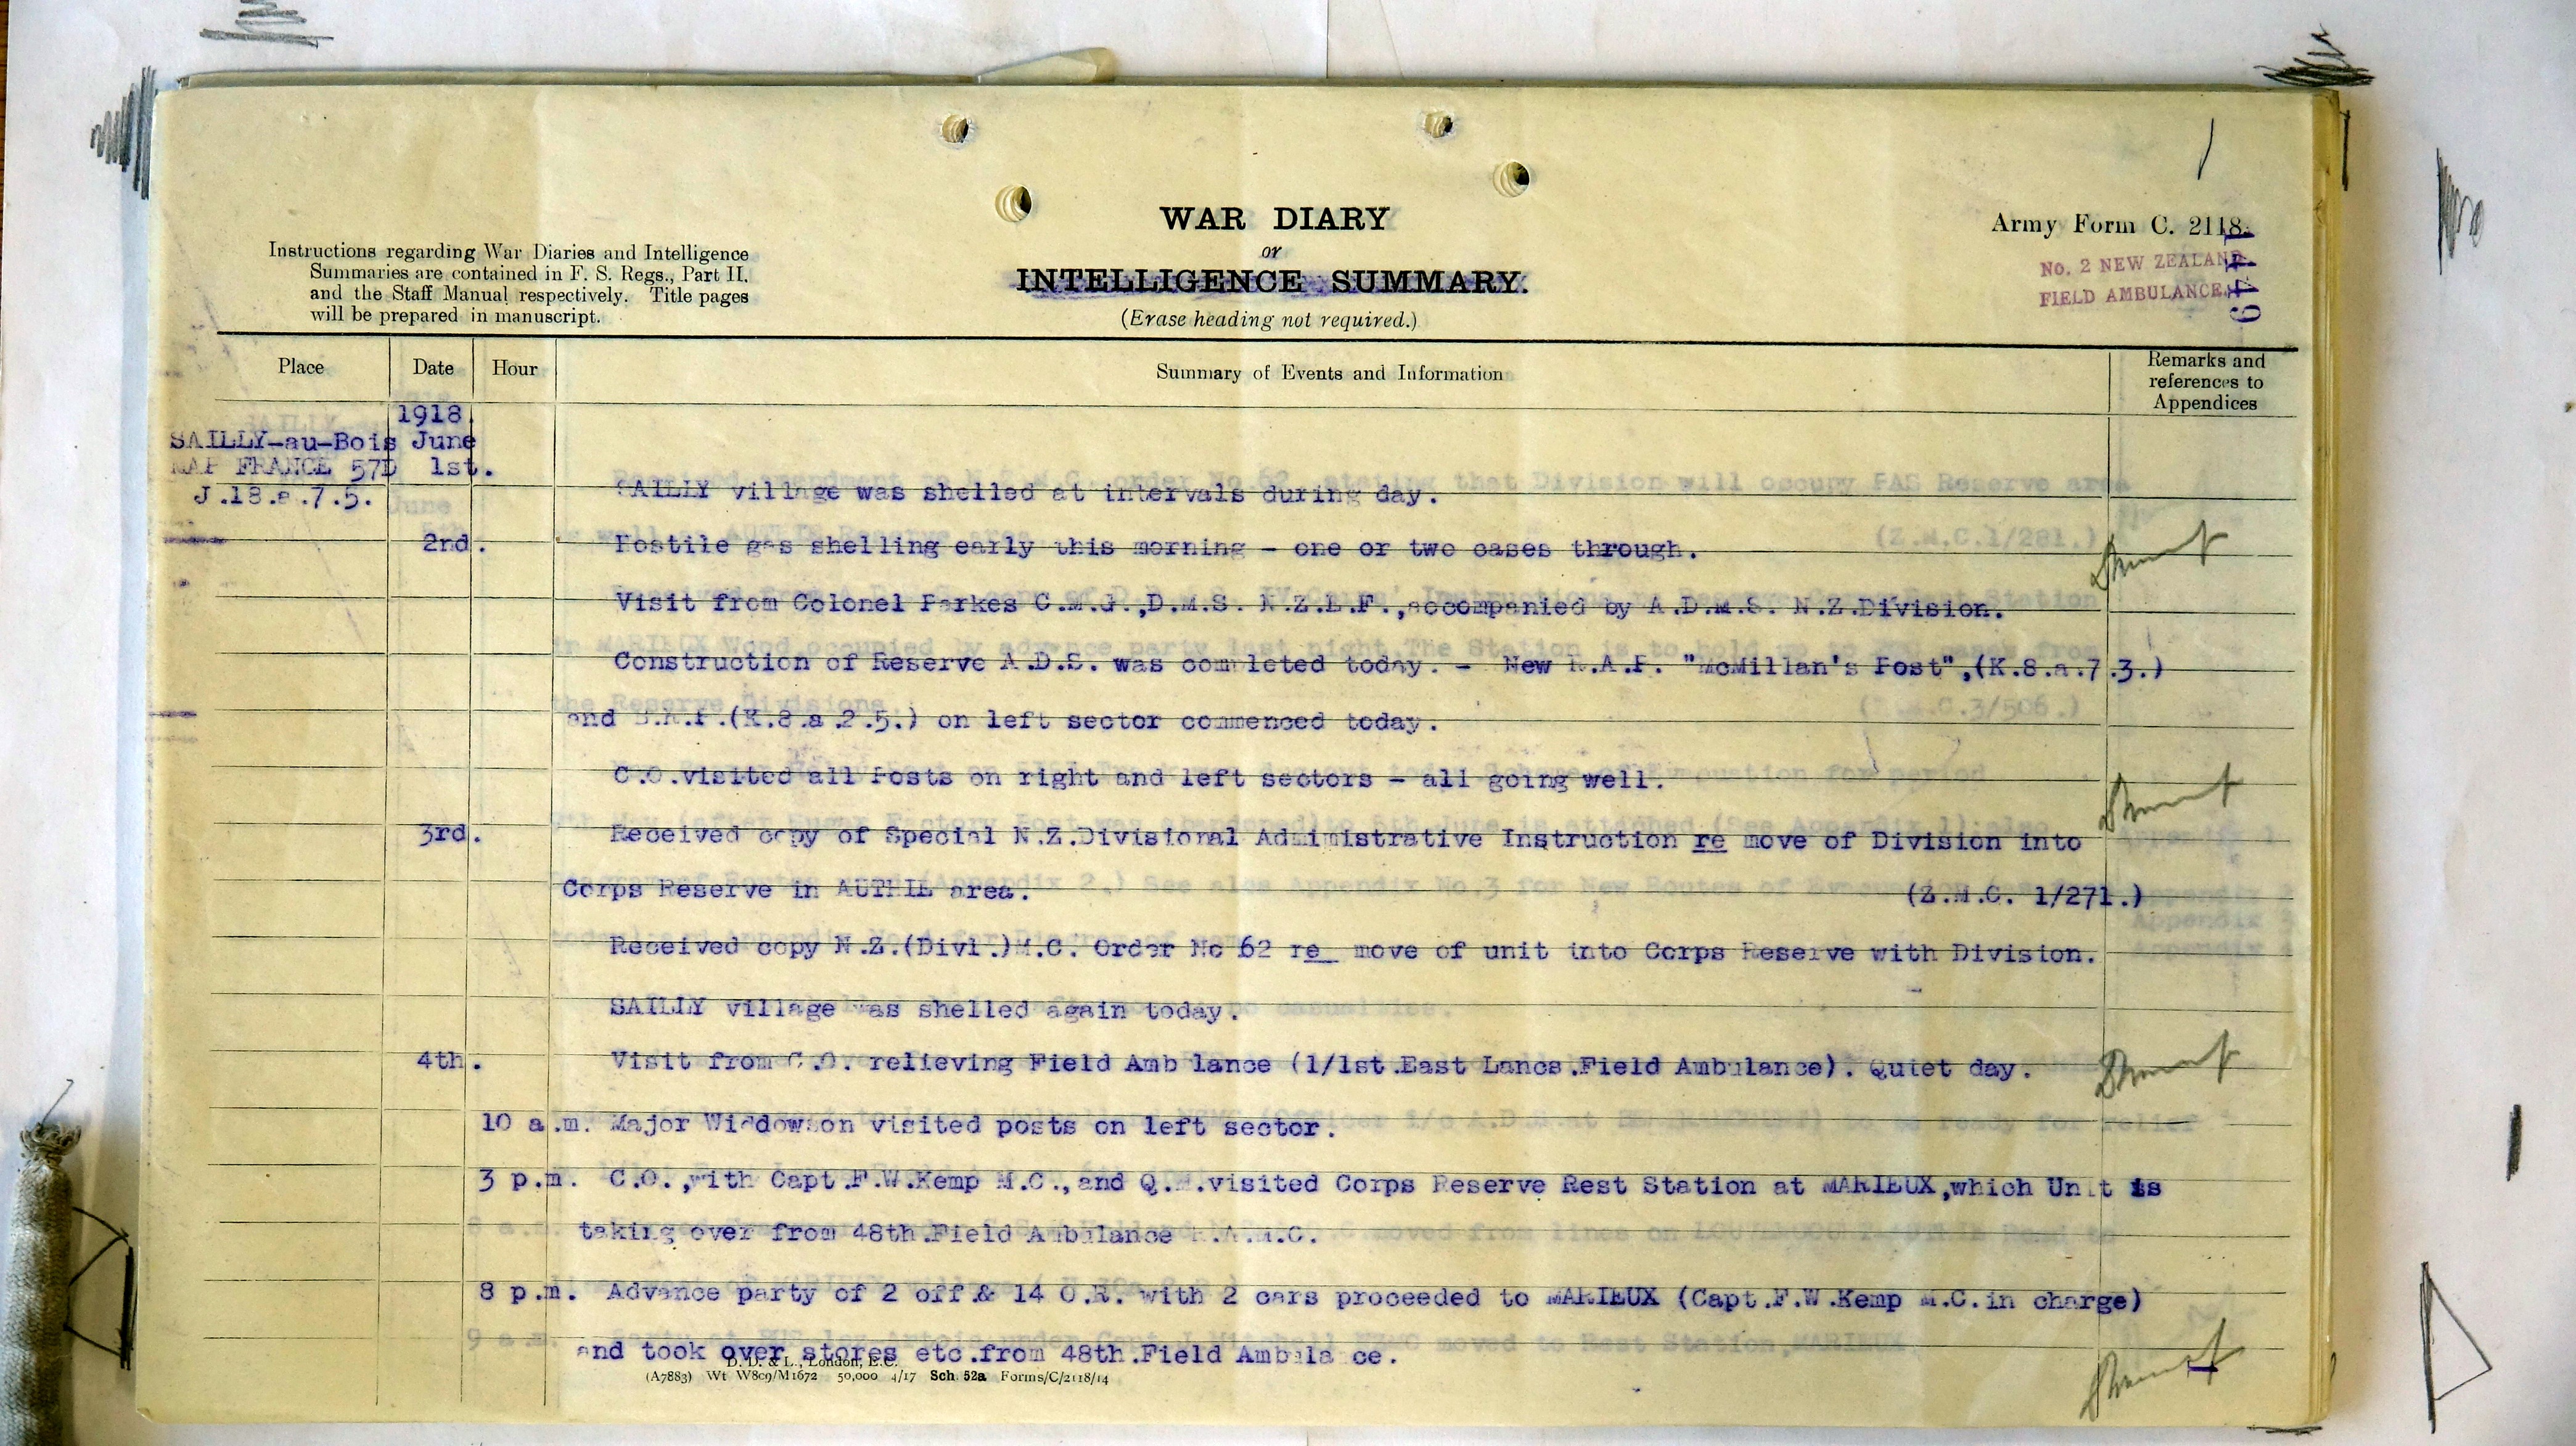 WAR DIARY
or
INTELLIGENCE SUMMARY.
(Erase heading not required.)
Army Form C. 2118.
No. 2 NEW ZEALAND
FIELD AMBULANCE.
Instructions regarding War Diaries and Intelligence
Summaries are contained in F. S. Regs., Part II.
and the Staff Manual respectively. Title pages
will be prepared in manuscript.
Place Date Hour Summary of Events and Information Remarks and
references to
Appendices
1918
SAILLY-au-Bois June
MAP FRANCE 57D 1st.
J.18.a.7.5. SAILLY village was shelled at intervals during day.
2nd. Hostile gas shelling early this morning - one or two cases through.
Visit from Colonel Parkes C.M.G.,D.M.S. N.Z.E.F.,accompanied by A.D.M.S. N.Z.Division.
Construction of Reserve A.D.S. was completed today. - New R.A.P. "McMillan's Post",(K.8.a.7.3.)
and (K.8.a.2.5.) on left sector commenced today.
C.O.visited all Posts on right and left sectors - all going well.
3rd. Received copy of Special N.Z.Divisional Administrative Instruction re move of Division into
Corps Reserve in AUTHIE area. (Z.M.C. 1/271.)
Received copy N.Z.(Divl.)M.C. Order No 62 re move of unit into Corps Reserve with Division.
SAILLY village was shelled again today.
4th. Visit from C.O. relieving Field Ambulance (1/1st.East Lancs.Field Ambulance). Quiet day.
10 a.m. Major Widdowson visited posts on left sector.
3 p.m. C.O.,with Capt.F.W.Kemp M.C.,and Q.M.visited Corps Reserve Rest Station at MARIEUX,which Unit is
taking over from 48th.Field Ambulance R.A.M.C.
8 p.m. Advance party of 2 off.& 14 O.R. with 2 cars proceeded to MARIEUX (Capt.F.W.Kemp M.C.in charge)
and took over stores etc.from 48th.Field Ambulance.
D. D. & L., London, E.C.
(A7883) Wt W809/M1672 50,000 4/17 Sch. 52a Forms/C/2118/14